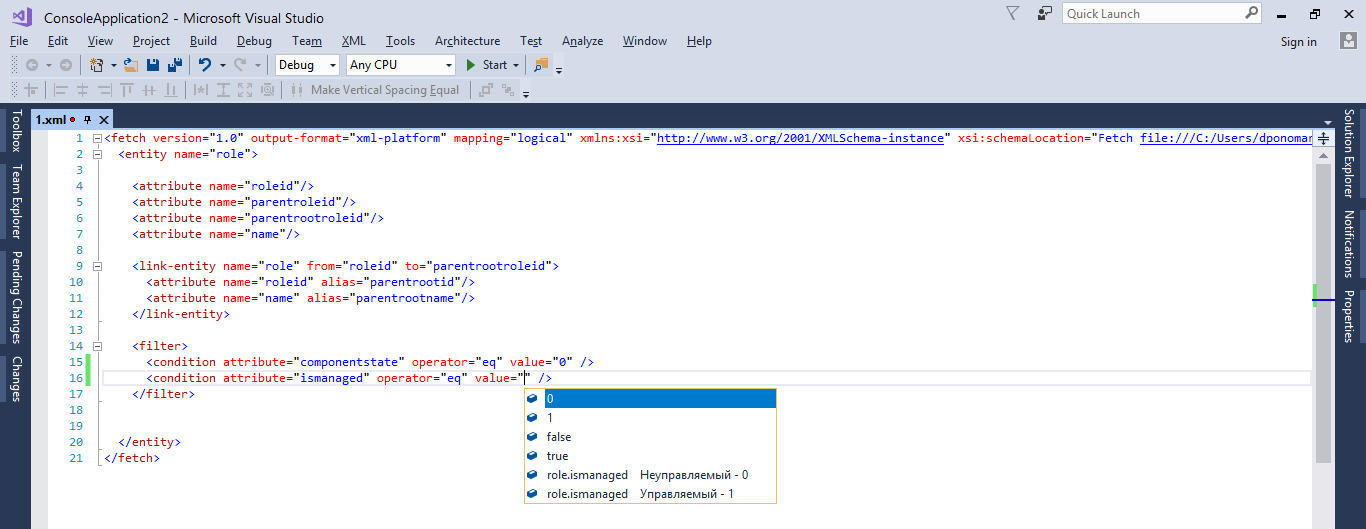 ConsoleApplication2 - Microsoft Visual Studio
Quick Launch
File Edit View Project Build Debug Team XML Tools Architecture Test Analyze Window Help
Sign in
Debug Any CPU Start
Make Vertical Spacing Equal
Toolbox
Team Explorer
Pending Changes
Changes
1.xml
1 <fetch version="1.0" output-format="xml-platform" mapping="logical" xmlns:xsi="http://www.w3.org/2001/XMLSchema-instance" xsi:schemaLocation="Fetch file:///C:/Users/dponomar
2 <entity name="role">
3
4 <attribute name="roleid"/>
5 <attribute name="parentroleid"/>
6 <attribute name="parentrootroleid"/>
7 <attribute name="name"/>
8
9 <link-entity name="role" from="roleid" to="parentrootroleid">
10 <attribute name="roleid" alias="parentrootid"/>
11 <attribute name="name" alias="parentrootname"/>
12 </link-entity>
13
14 <filter>
15 <condition attribute="componentstate" operator="eq" value="0" />
16 <condition attribute="ismanaged" operator="eq" value="" />
17 </filter>
18
19
20 </entity>
21 </fetch>
0
1
false
true
role.ismanaged Неуправляемый - 0
role.ismanaged Управляемый - 1
Solution Explorer
Notifications
Properties